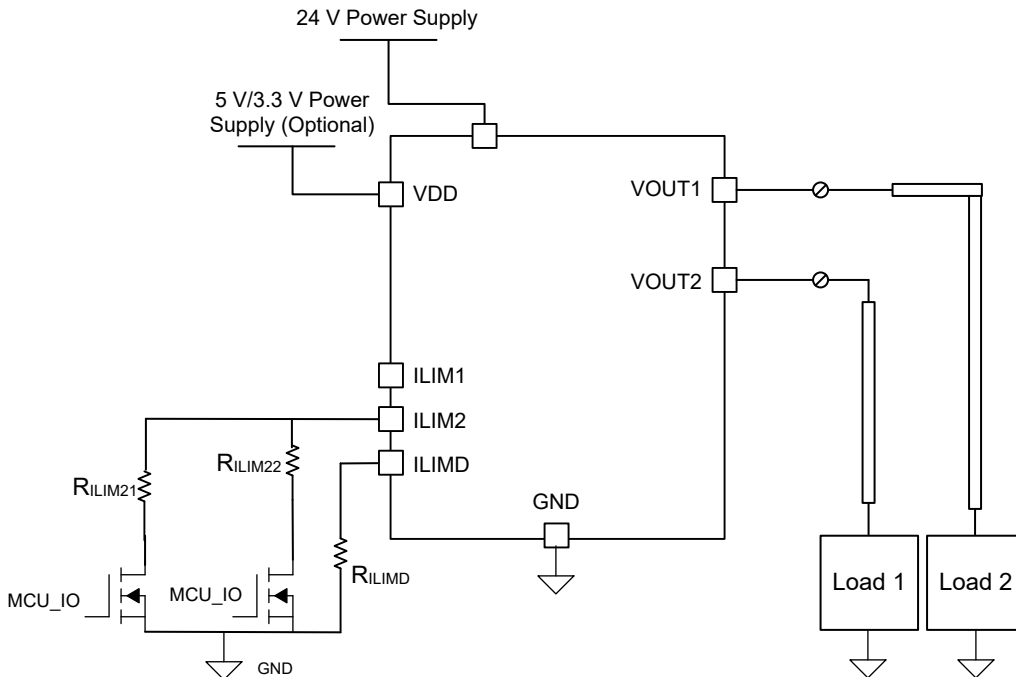 24 V Power Supply
5 V/3.3 V Power
Supply (Optional)
VDD
VOUT1
VOUT2
ILIM1
ILIM2
ILIMD
GND
RILIM21
RILIM22
RILIMD
MCU_IO
MCU_IO
GND
Load 1
Load 2